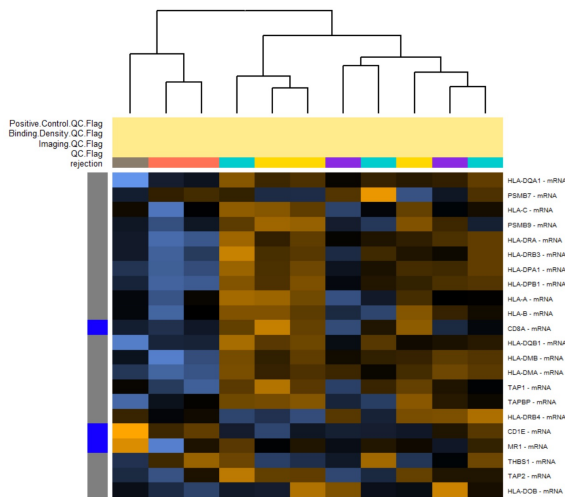 Positive.Control.QC.Flag
Binding.Density.QC.Flag
Imaging.QC.Flag
QC.Flag
rejection
HLA-DQA1 - mRNA
PSMB7 - mRNA
HLA-C - mRNA
PSMB9 - mRNA
HLA-DRA - mRNA
HLA-DRB3 - mRNA
HLA-DPA1 - mRNA
HLA-DPB1 - mRNA
HLA-A - mRNA
HLA-B - mRNA
CD8A - mRNA
HLA-DQB1 - mRNA
HLA-DMB - mRNA
HLA-DMA - mRNA
TAP1 - mRNA
TAPBP - mRNA
HLA-DRB4 - mRNA
CD1E - mRNA
MR1 - mRNA
THBS1 - mRNA
TAP2 - mRNA
HLA-DOB - mRNA